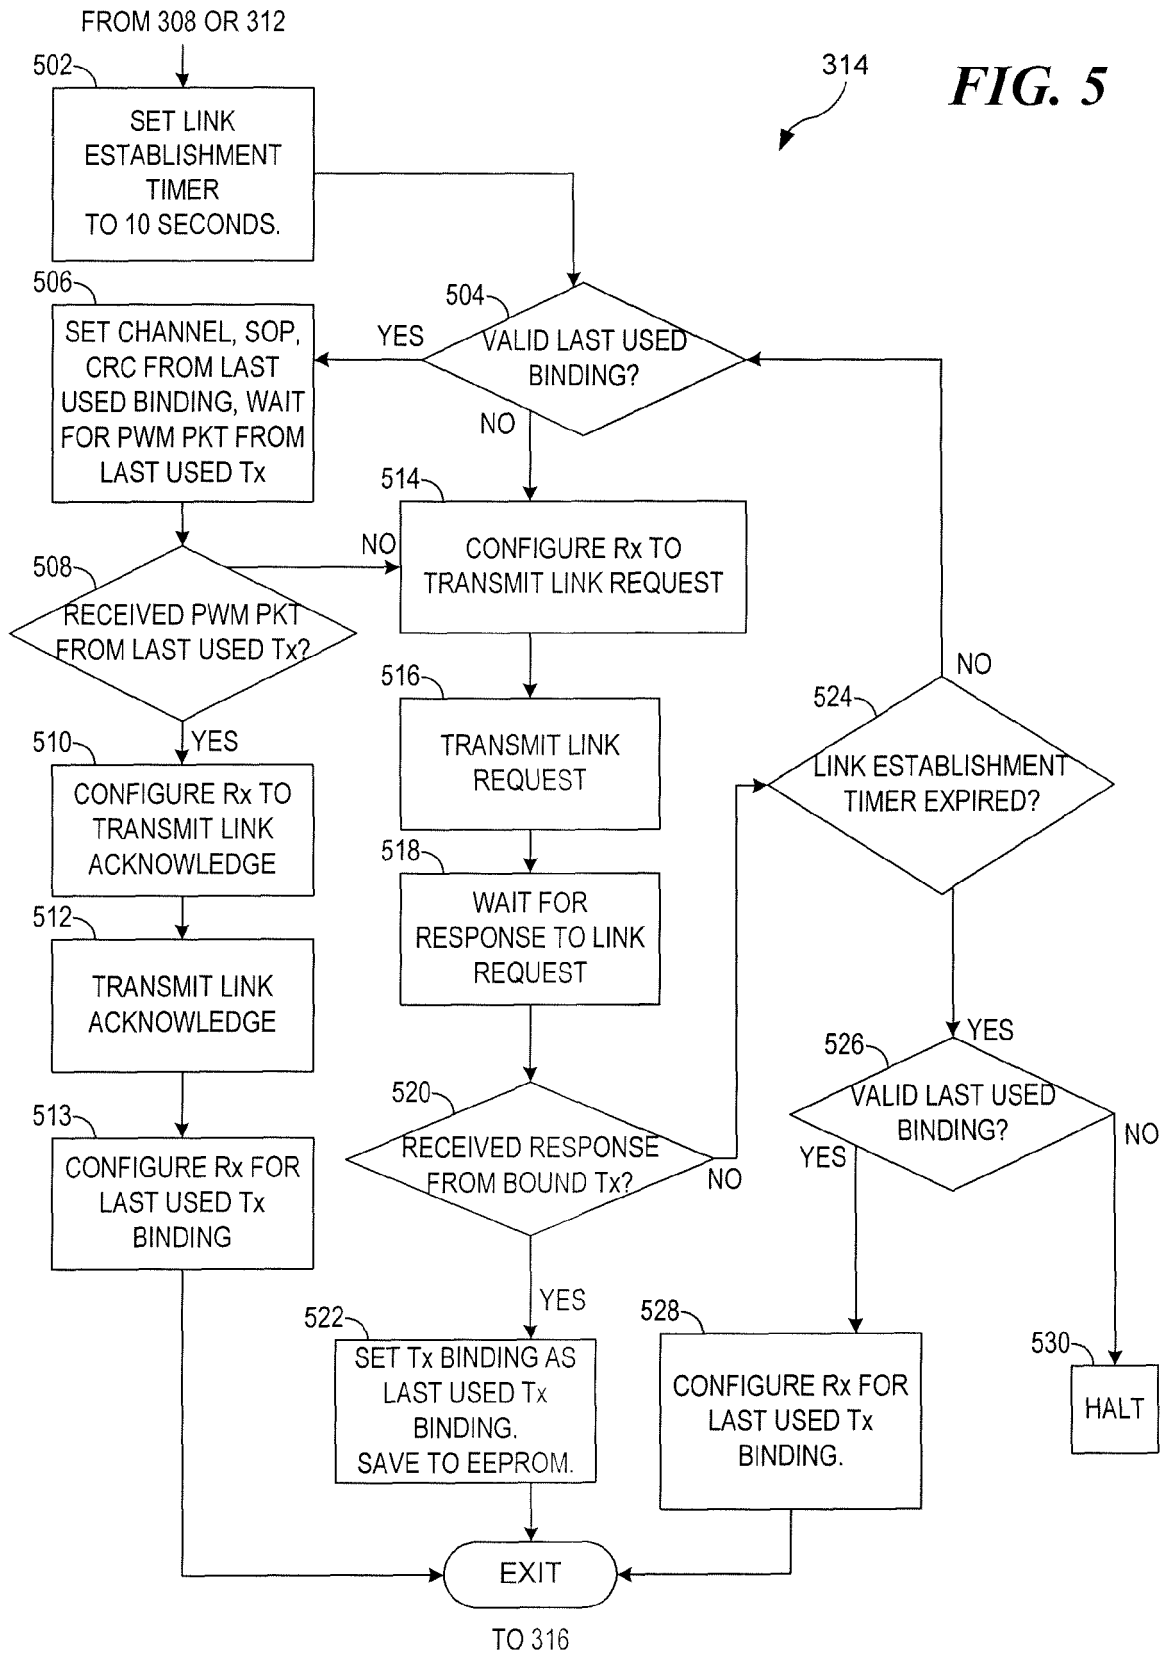 FROM 308 OR 312
314
FIG. 5
502
SET LINK
ESTABLISHMENT
TIMER
TO 10 SECONDS.
504
VALID LAST USED
BINDING?
YES
NO
506
SET CHANNEL, SOP,
CRC FROM LAST
USED BINDING, WAIT
FOR PWM PKT FROM
LAST USED Tx
508
RECEIVED PWM PKT
FROM LAST USED Tx?
NO
YES
510
CONFIGURE Rx TO
TRANSMIT LINK
ACKNOWLEDGE
512
TRANSMIT LINK
ACKNOWLEDGE
513
CONFIGURE Rx FOR
LAST USED Tx
BINDING
514
CONFIGURE Rx TO
TRANSMIT LINK REQUEST
516
TRANSMIT LINK
REQUEST
518
WAIT FOR
RESPONSE TO LINK
REQUEST
520
RECEIVED RESPONSE
FROM BOUND Tx?
NO
YES
522
SET Tx BINDING AS
LAST USED Tx
BINDING.
SAVE TO EEPROM.
524
LINK ESTABLISHMENT
TIMER EXPIRED?
NO
YES
526
VALID LAST USED
BINDING?
YES
NO
528
CONFIGURE Rx FOR
LAST USED Tx
BINDING.
530
HALT
EXIT
TO 316